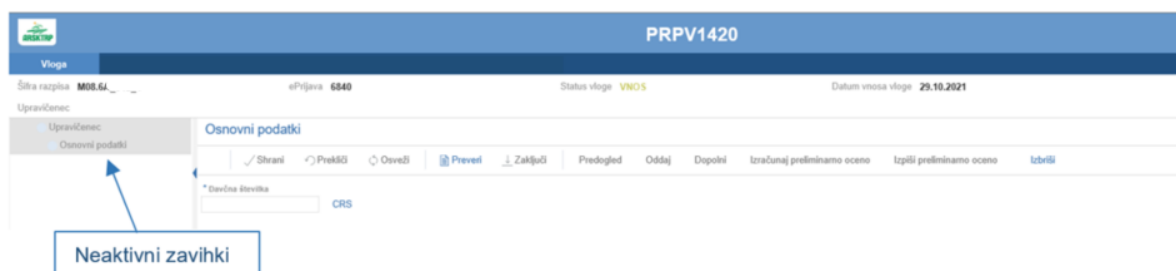 ARSKTRP
PRPV1420
Vloga
Šifra razpisa M08.6 ePrijava 6840 Status vloge VNOS Datum vnosa vloge 29.10.2021
Upravičenec
Upravičenec
Osnovni podatki
Osnovni podatki
Shrani Prekliči Osveži Preveri Zaključi Predogled Oddaj Dopolni Izračunaj preliminarno oceno Izpiši preliminarno oceno Izbriši
* Davčna številka
CRS
Neaktivni zavihki